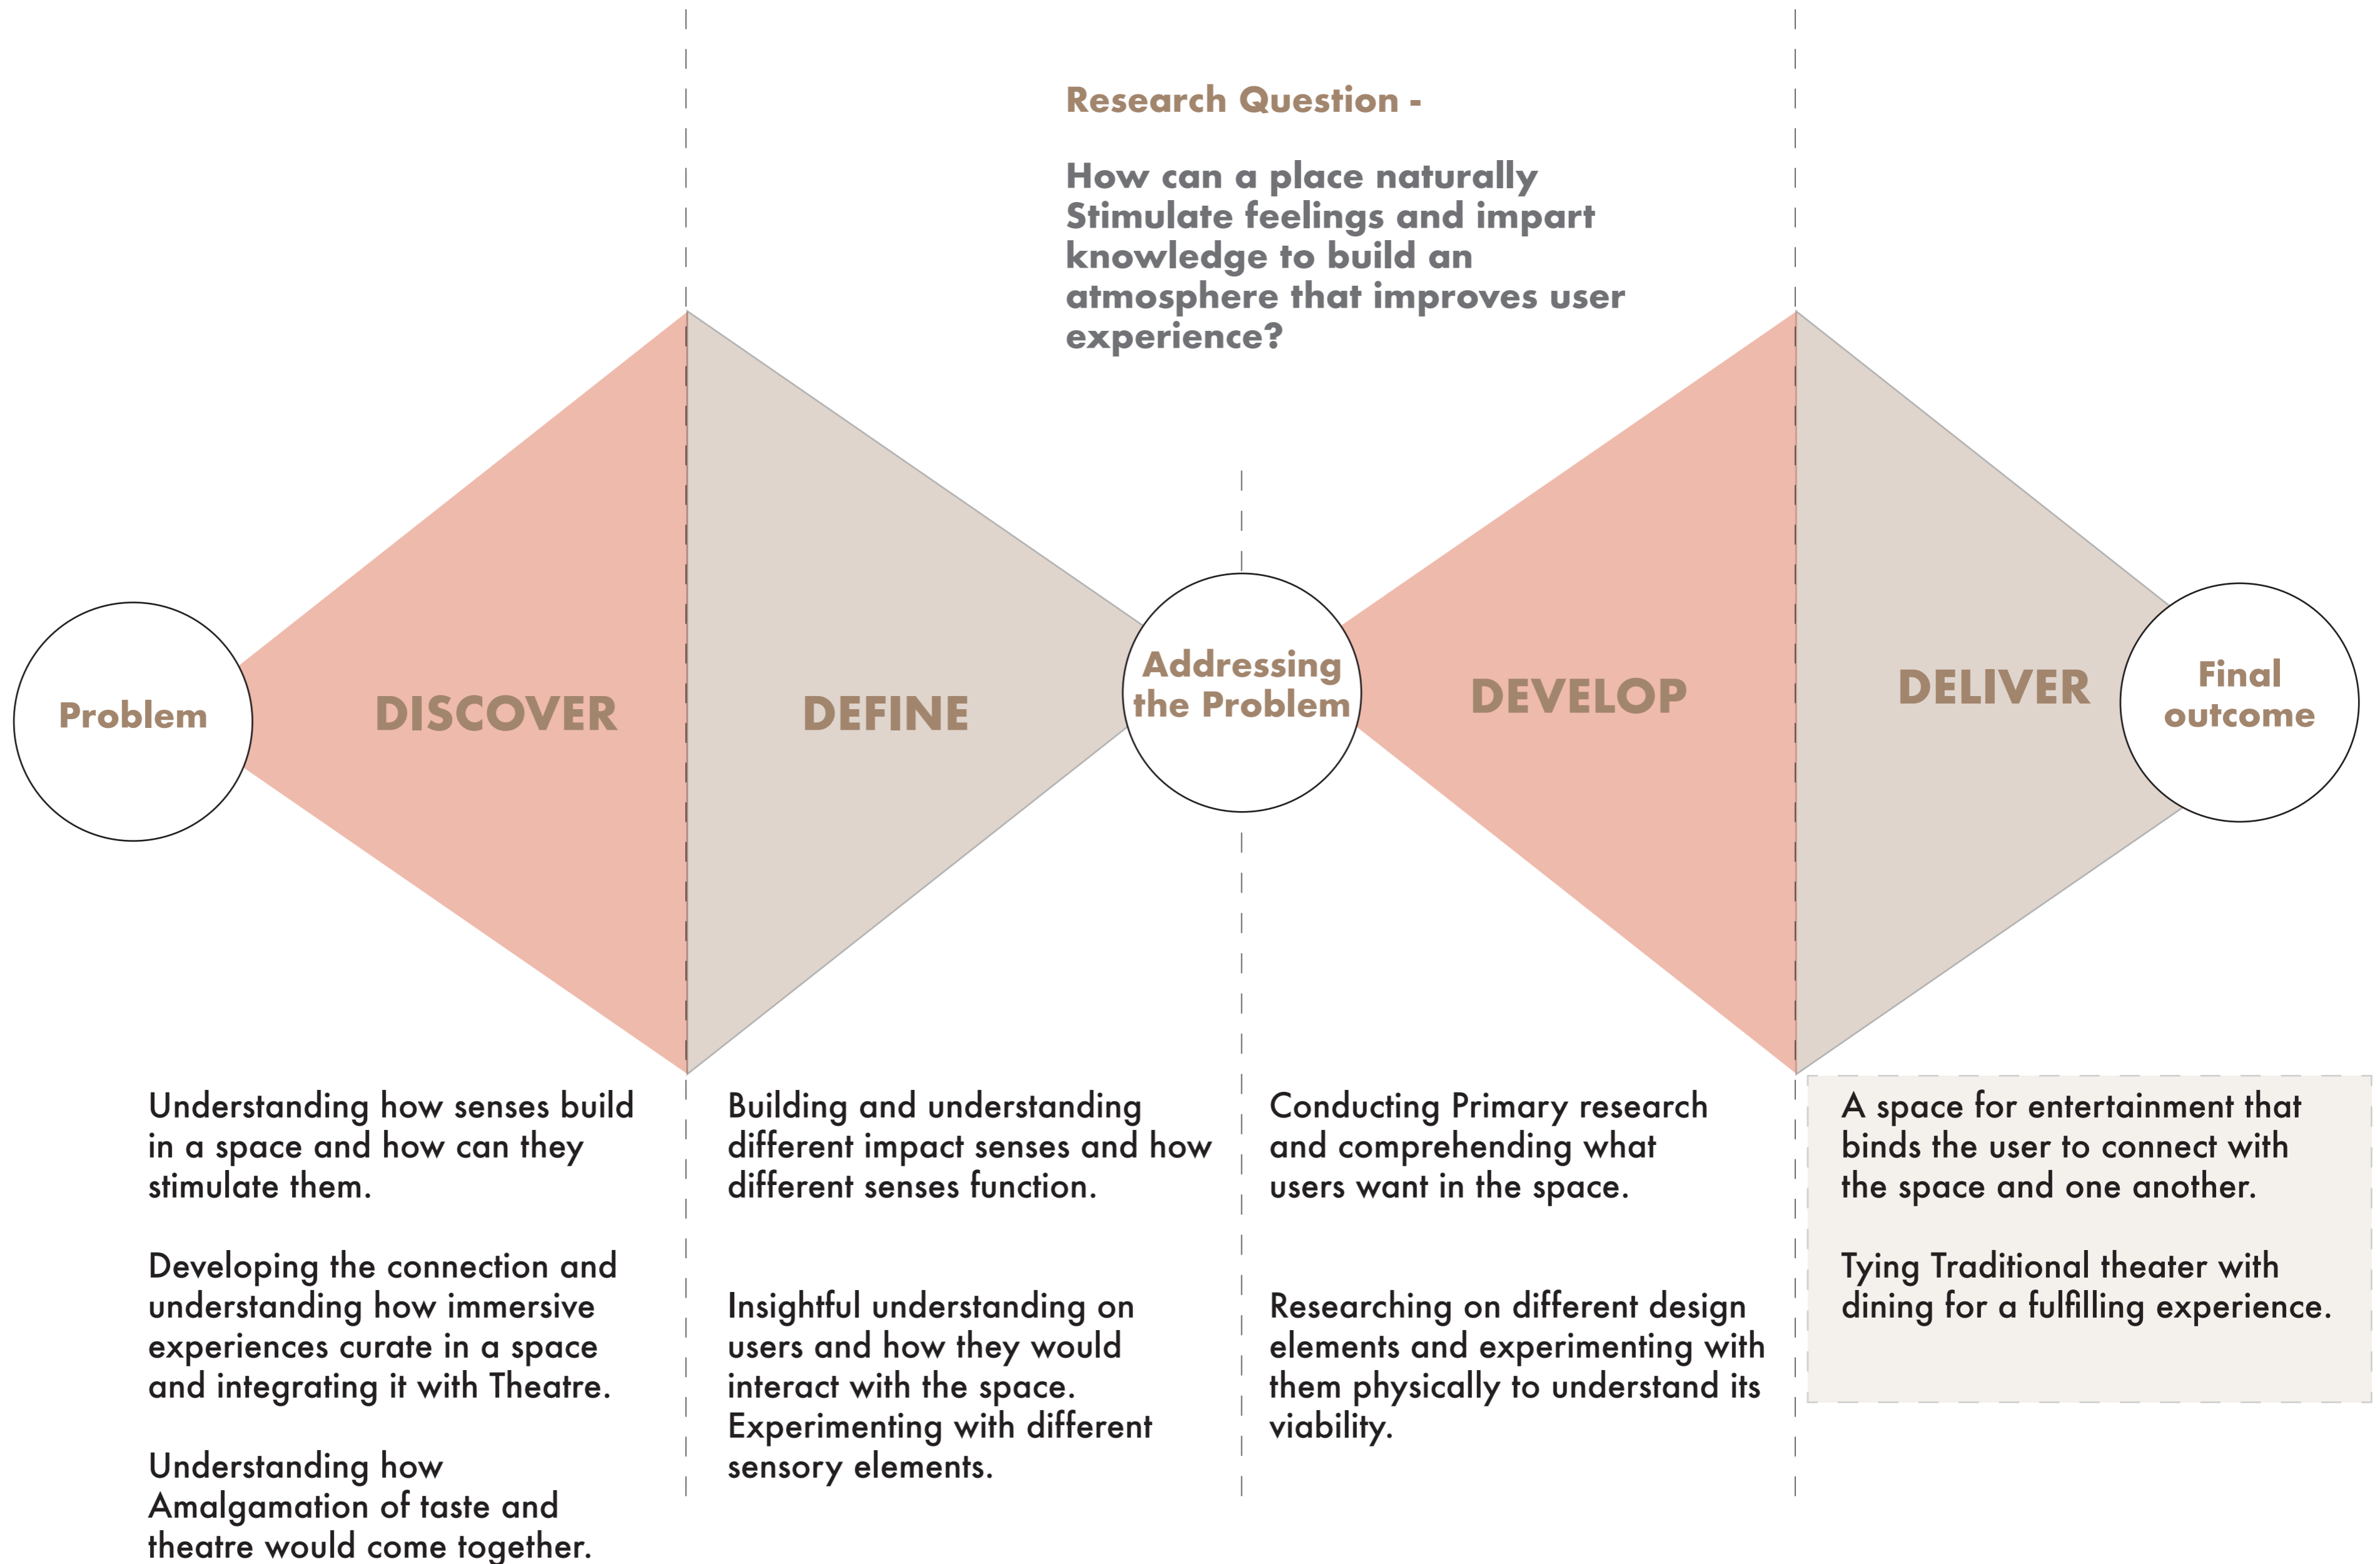 Research Question -
How can a place naturally
Stimulate feelings and impart
knowledge to build an
atmosphere that improves user
experience?
Problem
DISCOVER
DEFINE
Addressing
the Problem
DEVELOP
DELIVER
Final
outcome
Understanding how senses build
in a space and how can they
stimulate them.
Developing the connection and
understanding how immersive
experiences curate in a space
and integrating it with Theatre.
Understanding how
Amalgamation of taste and
theatre would come together.
Building and understanding
different impact senses and how
different senses function.
Insightful understanding on
users and how they would
interact with the space.
Experimenting with different
sensory elements.
Conducting Primary research
and comprehending what
users want in the space.
Researching on different design
elements and experimenting with
them physically to understand its
viability.
A space for entertainment that
binds the user to connect with
the space and one another.
Tying Traditional theater with
dining for a fulfilling experience.